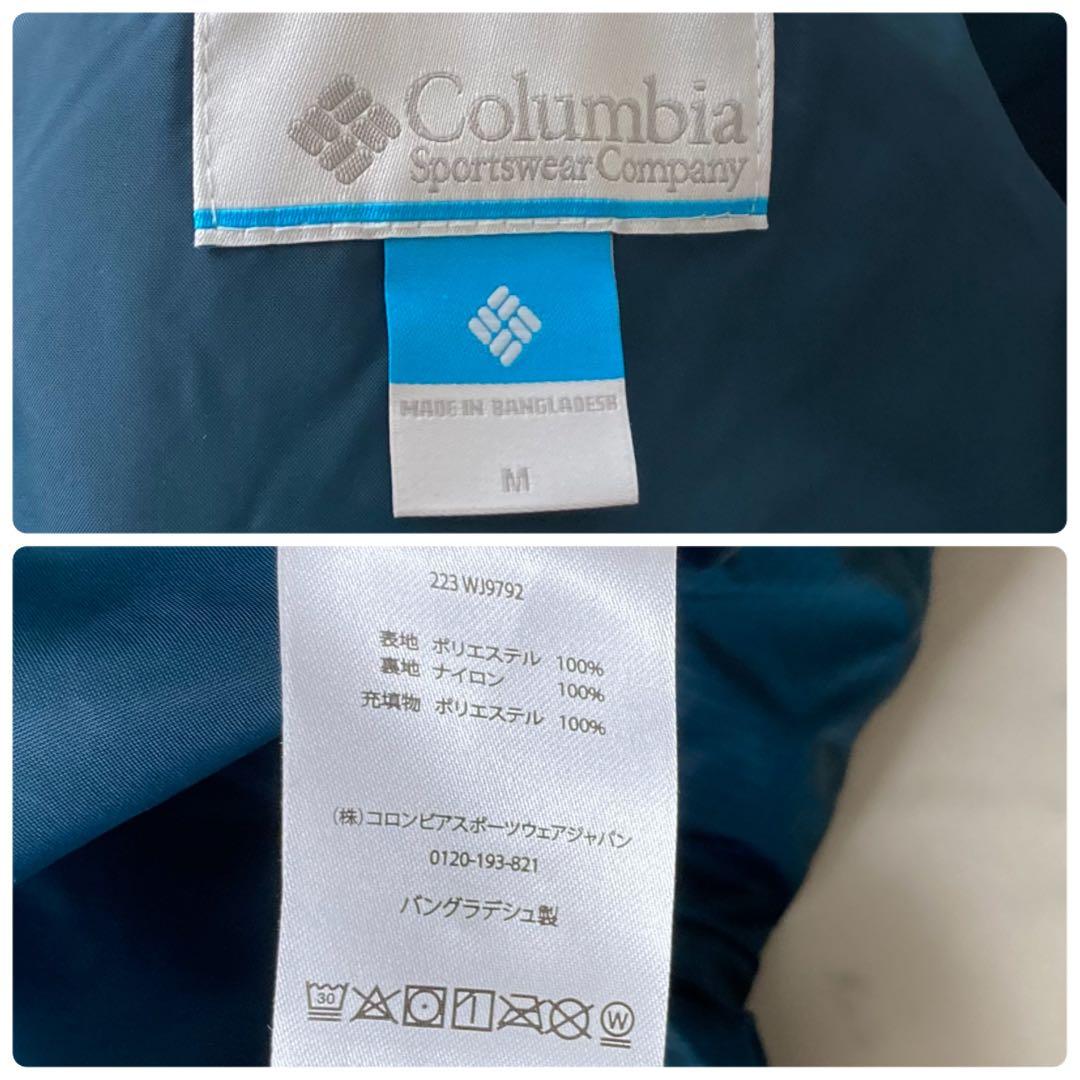 Columbia
Sportswear Company
MADE IN BANGLADESH
M
223 WJ9792
表地 ポリエステル 100%
裏地 ナイロン 100%
充填物 ポリエステル 100%
(株)コロンビアスポーツウェアジャパン
0120-193-821
バングラデシュ製
30
W